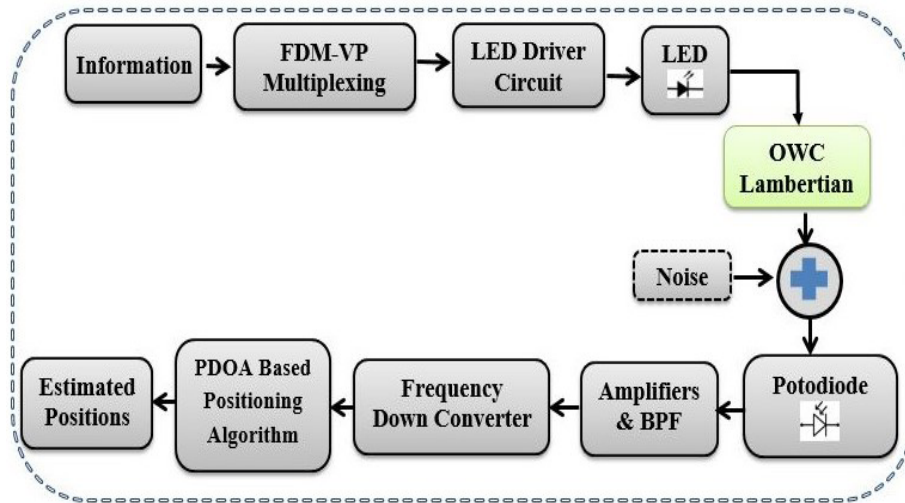 Information
FDM-VP
Multiplexing
LED Driver
Circuit
LED
OWC
Lambertian
Noise
Potodiode
Amplifiers
& BPF
Frequency
Down Converter
PDOA Based
Positioning
Algorithm
Estimated
Positions